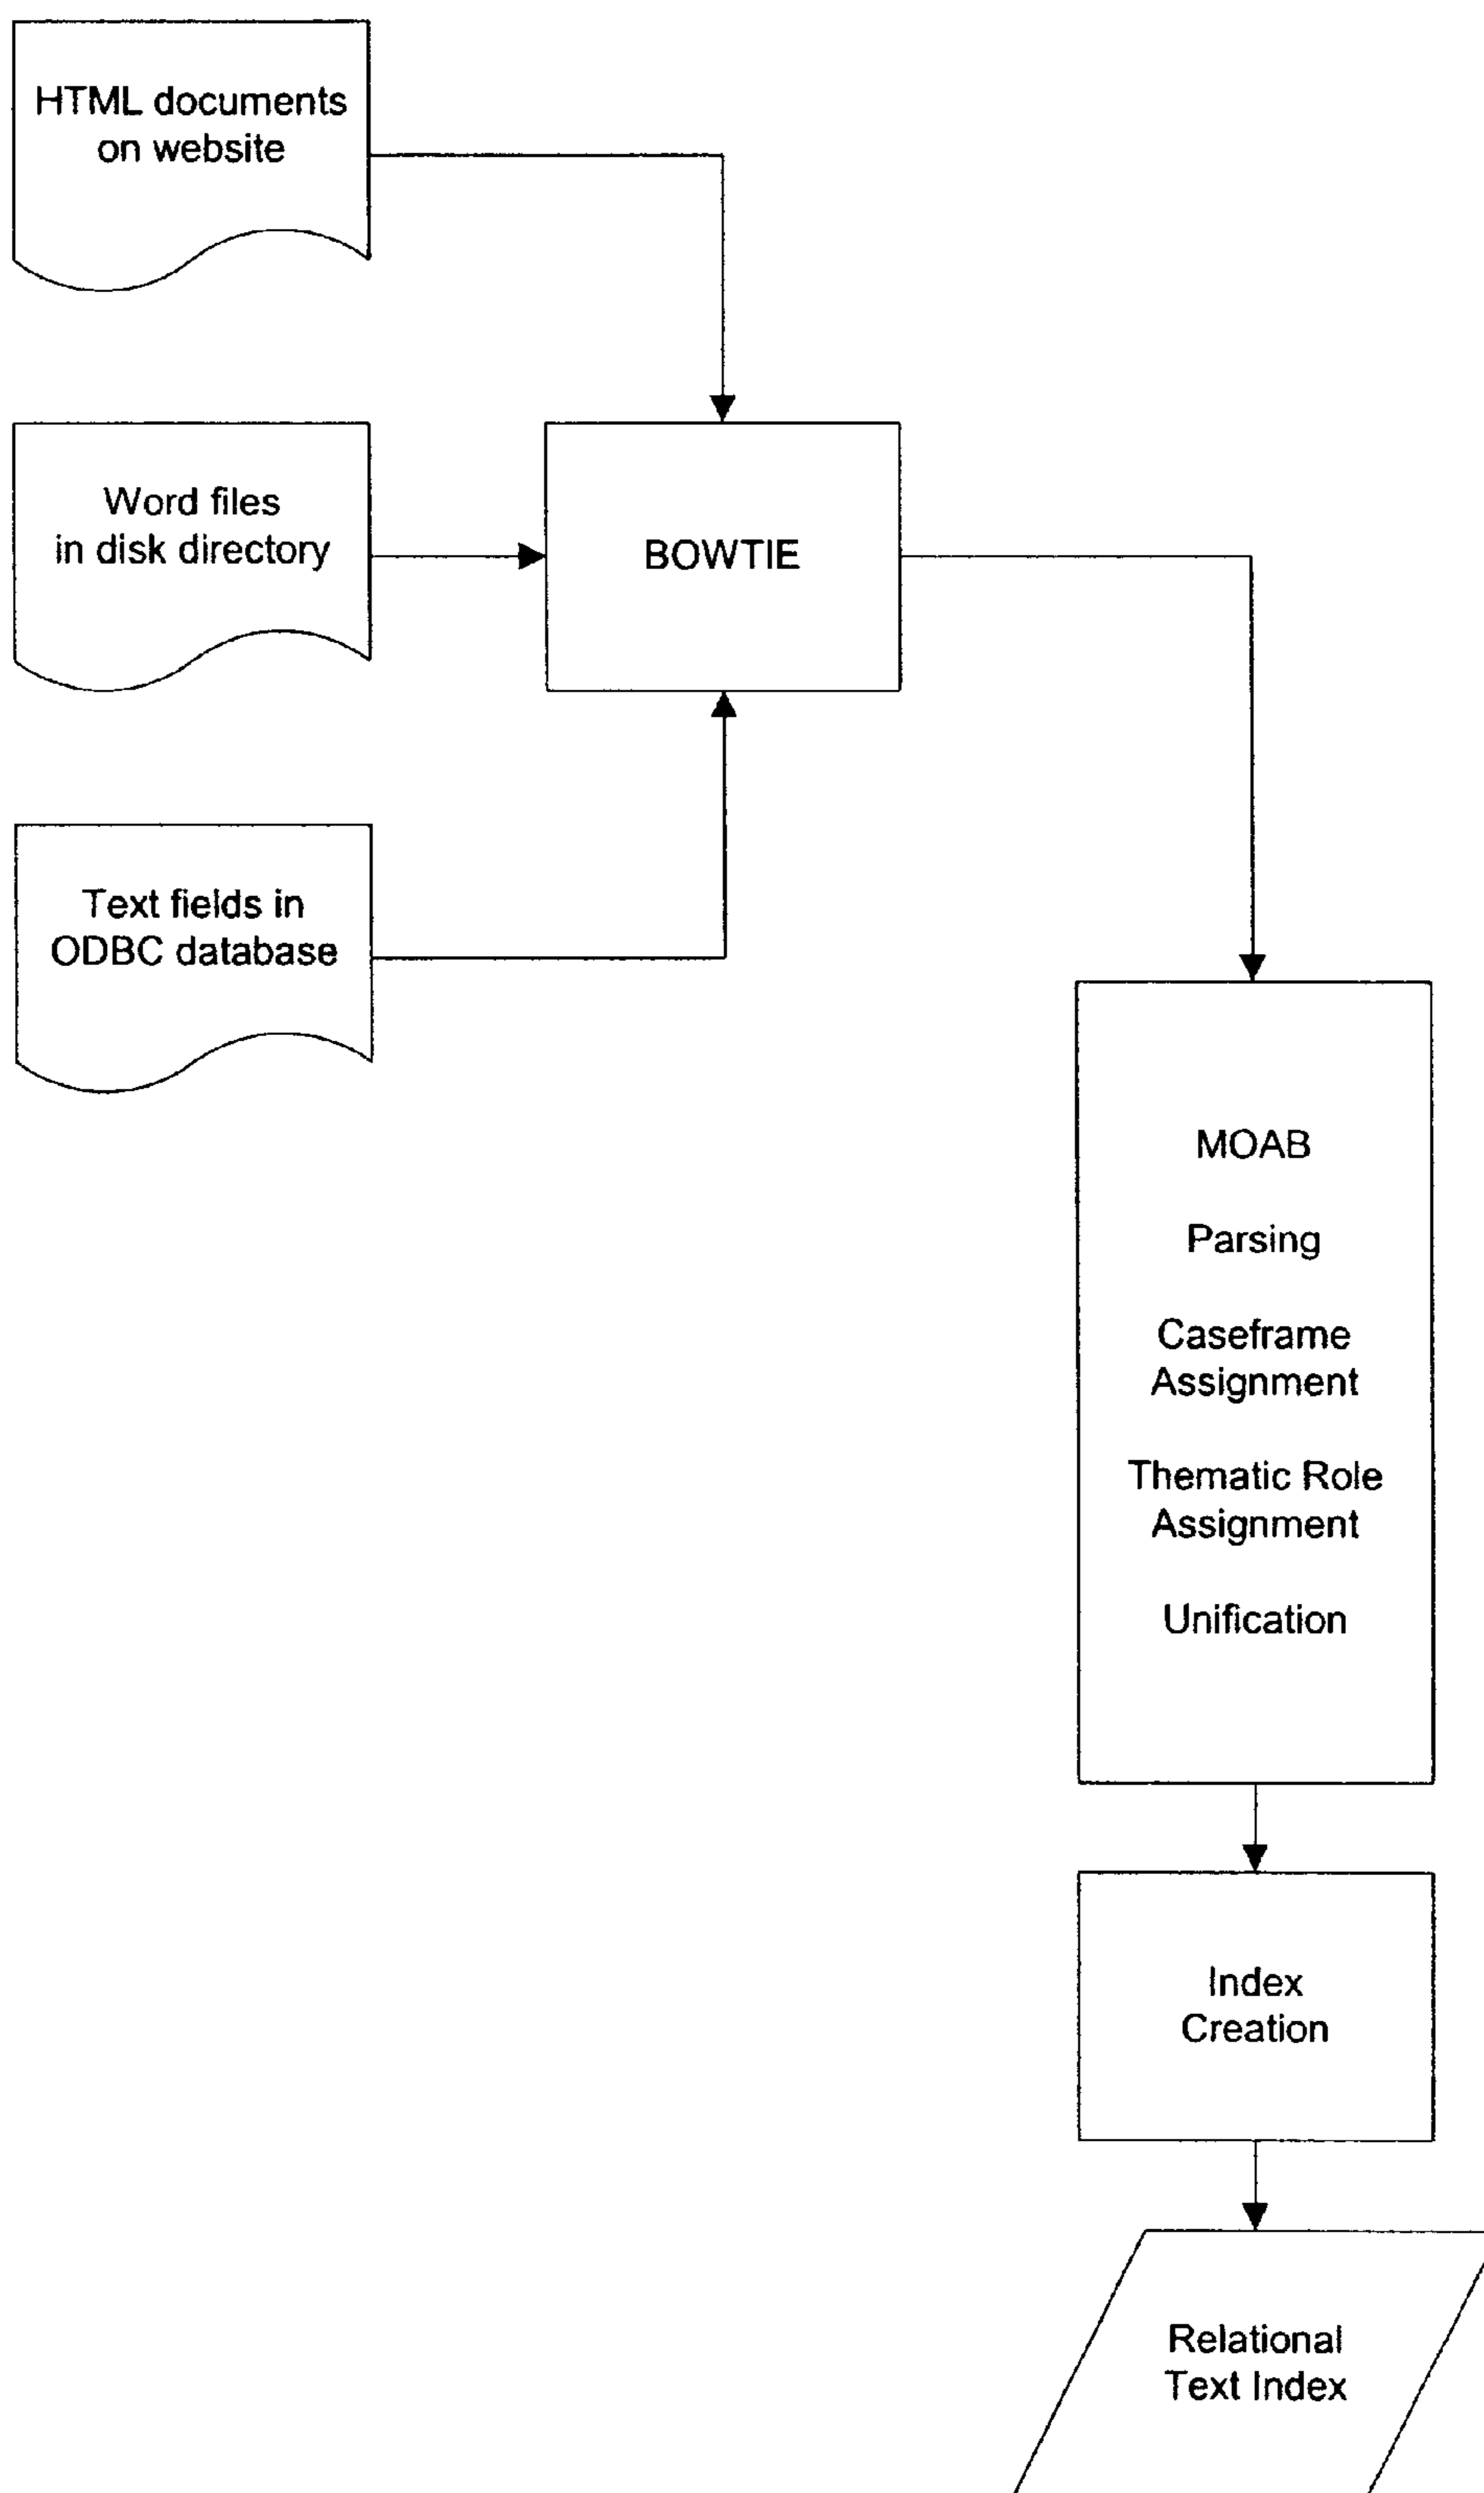 HTML documents
on website
Word files
in disk directory
BOWTIE
Text fields in
ODBC database
MOAB
Parsing
Caseframe
Assignment
Thematic Role
Assignment
Unification
Index
Creation
Relational
Text Index